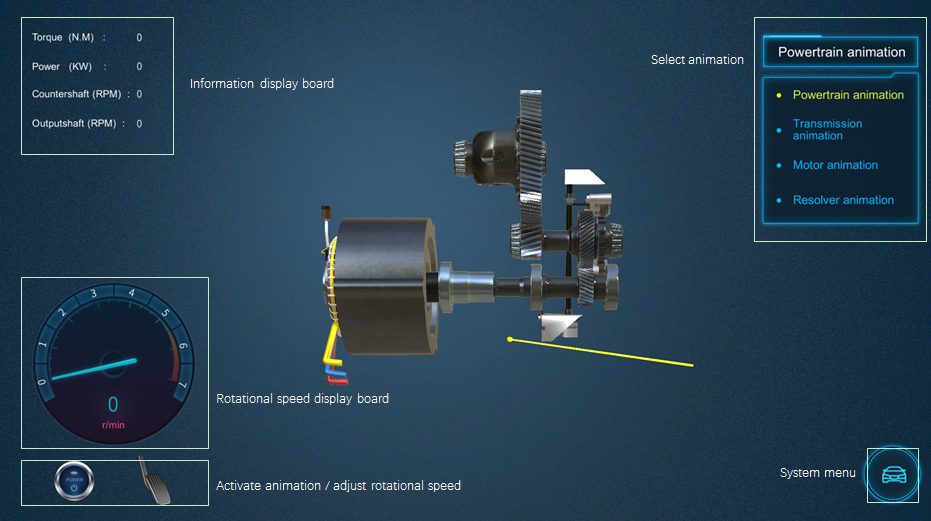 Torque (N.M) : 0
Power (KW) : 0
Countershaft (RPM) : 0
Outputshaft (RPM) : 0
Information display board
Select animation
Powertrain animation
Powertrain animation
Transmission
animation
Motor animation
Resolver animation
0
1
2
3
4
5
6
7
0
r/min
Rotational speed display board
POWER
Activate animation / adjust rotational speed
System menu